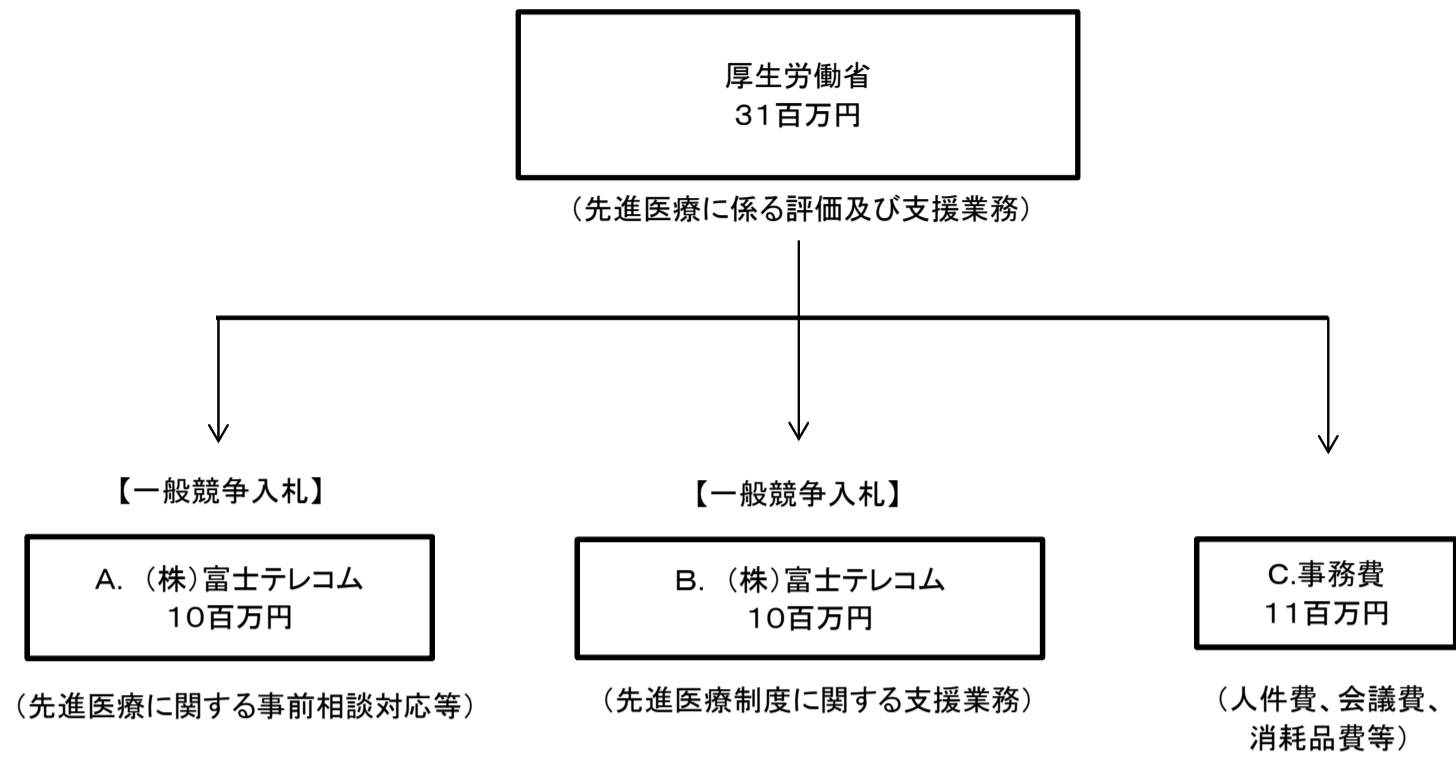 厚生労働省
31百万円
（先進医療に係る評価及び支援業務）
【一般競争入札】
A. （株）富士テレコム
10百万円
（先進医療に関する事前相談対応等）
【一般競争入札】
B. （株）富士テレコム
10百万円
（先進医療制度に関する支援業務）
C.事務費
11百万円
（人件費、会議費、
消耗品費等）